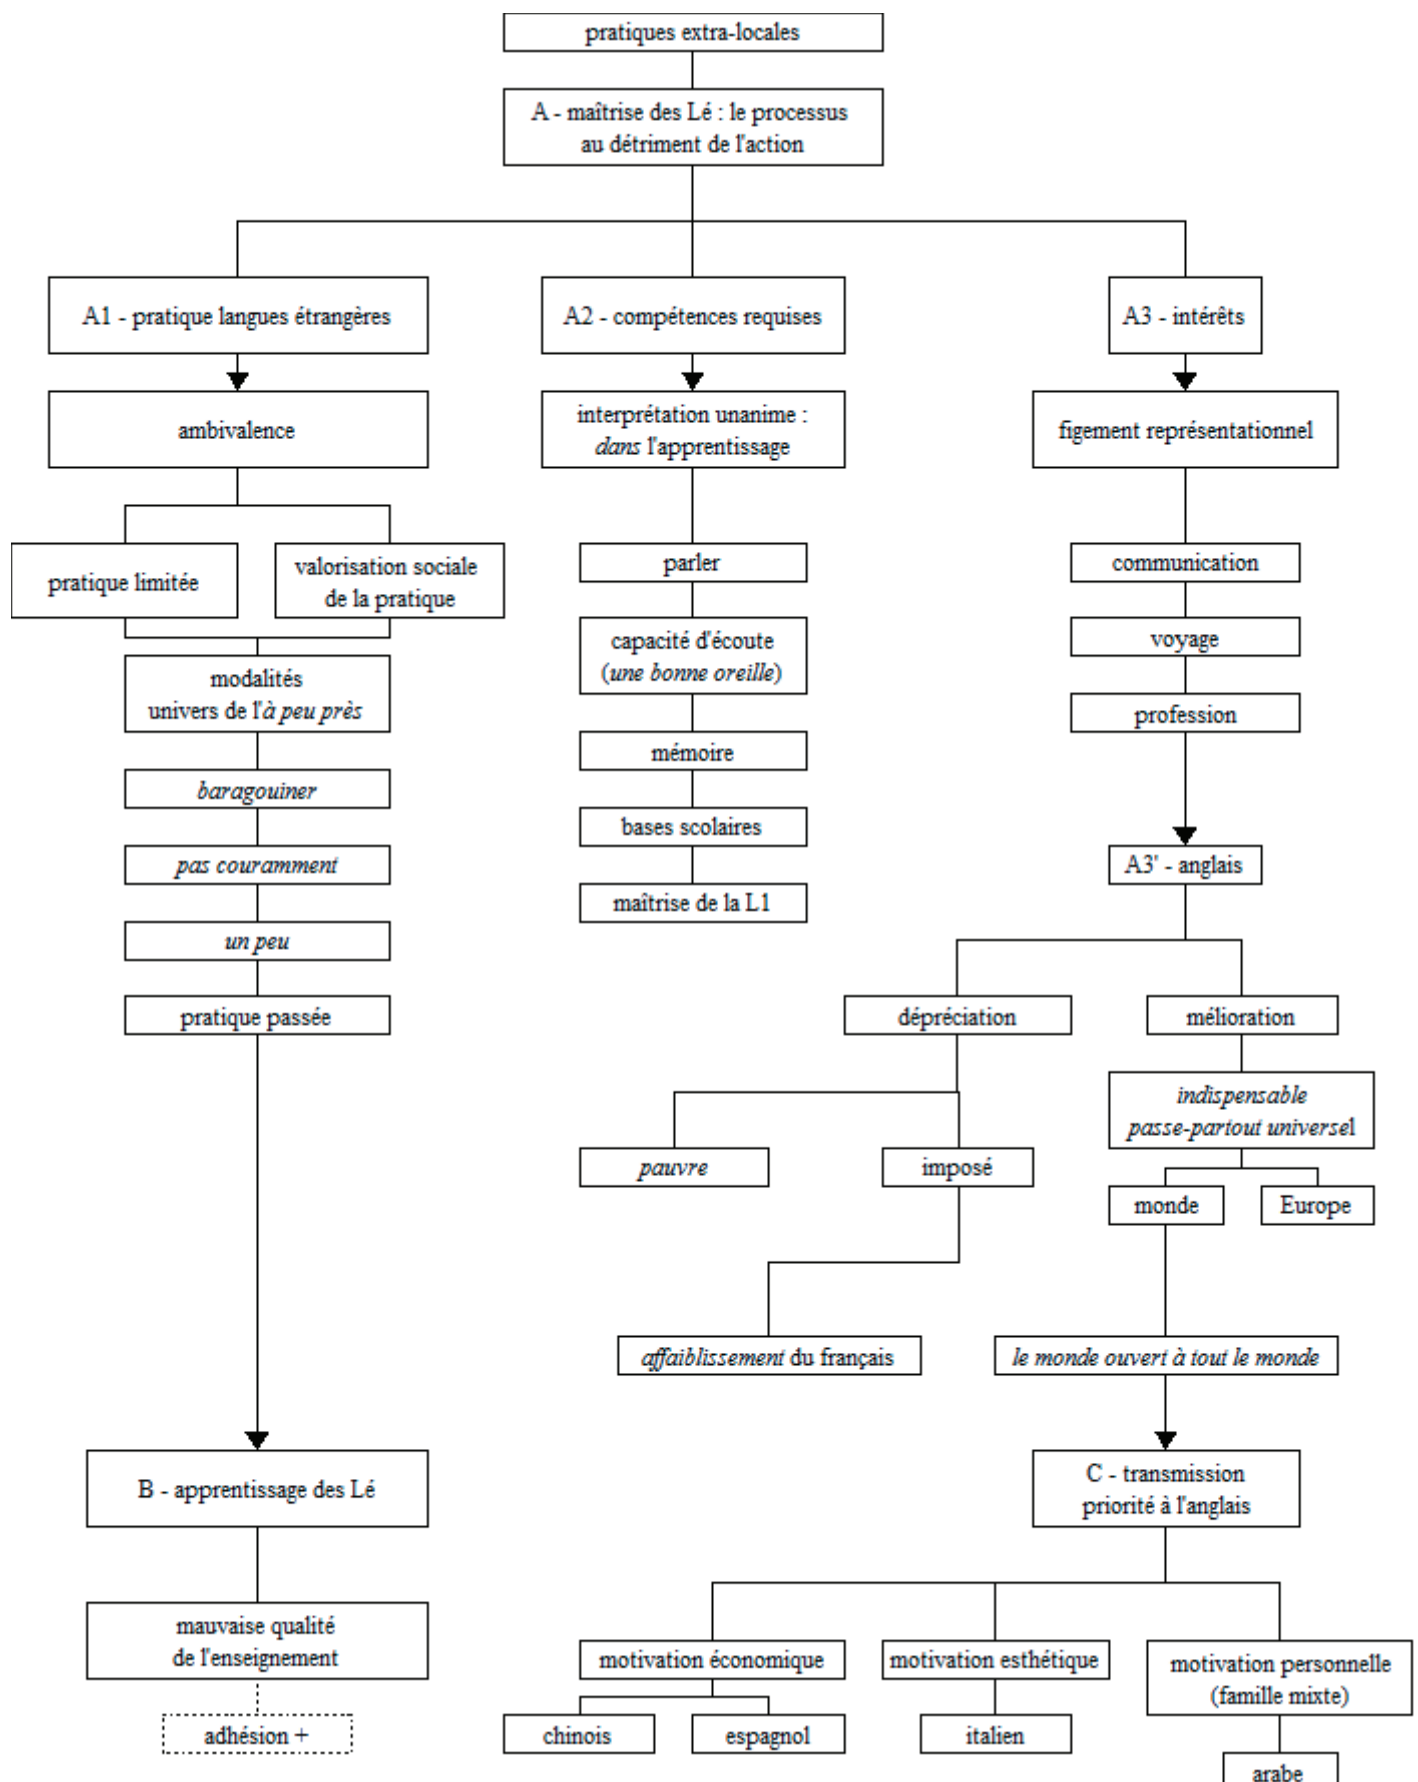 pratiques extra-locales
A - maîtrise des Lé : le processus
au détriment de l'action
A1 - pratique langues étrangères
A2 - compétences requises
A3 - intérêts
ambivalence
interprétation unanime :
dans l'apprentissage
figement représentationnel
pratique limitée
valorisation sociale
de la pratique
parler
communication
capacité d'écoute
(une bonne oreille)
voyage
modalités
univers de l'à peu près
profession
mémoire
baragouiner
bases scolaires
pas couramment
A3' - anglais
maîtrise de la L1
un peu
pratique passée
dépréciation
mélioration
indispensable
passe-partout universel
pauvre
imposé
monde
Europe
affaiblissement du français
le monde ouvert à tout le monde
B - apprentissage des Lé
C - transmission
priorité à l'anglais
mauvaise qualité
de l'enseignement
motivation économique
motivation esthétique
motivation personnelle
(famille mixte)
adhésion +
chinois
espagnol
italien
arabe